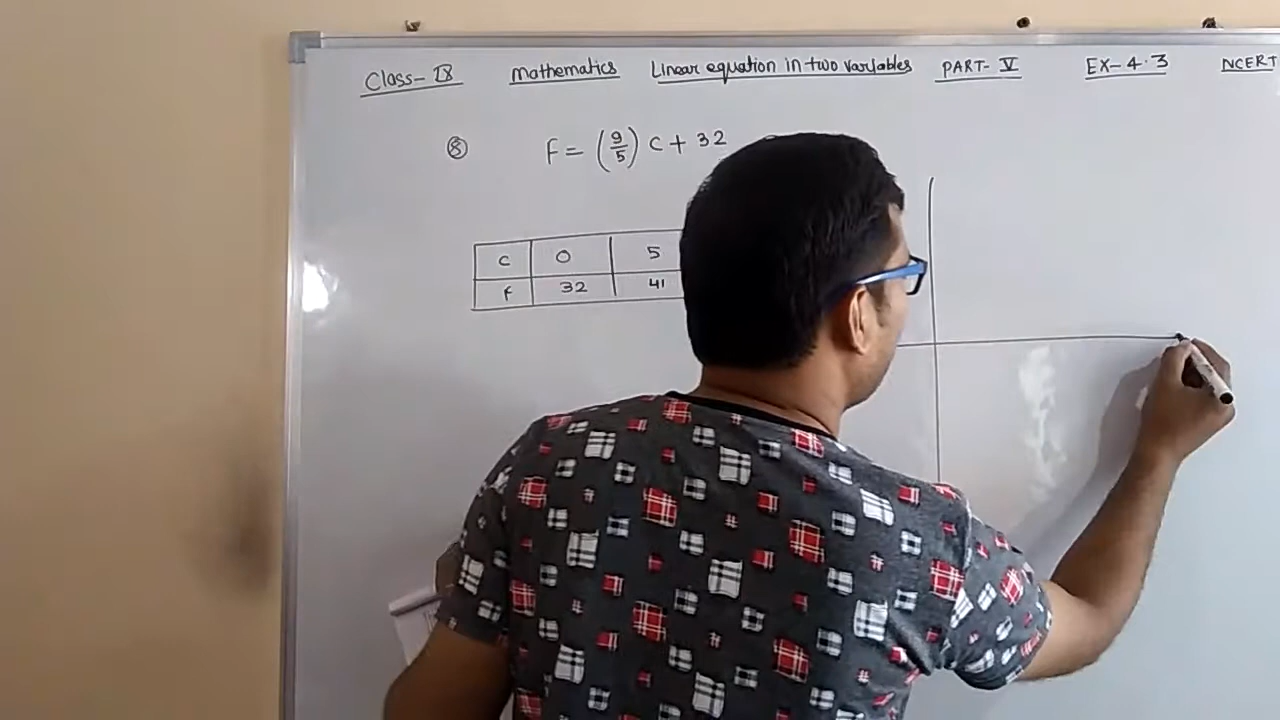 Class- IX Mathematics Linear equation in two variables PART- V EX- 4.3 NCERT
⑧ F = (9/5) C + 32
C 0 5
F 32 41